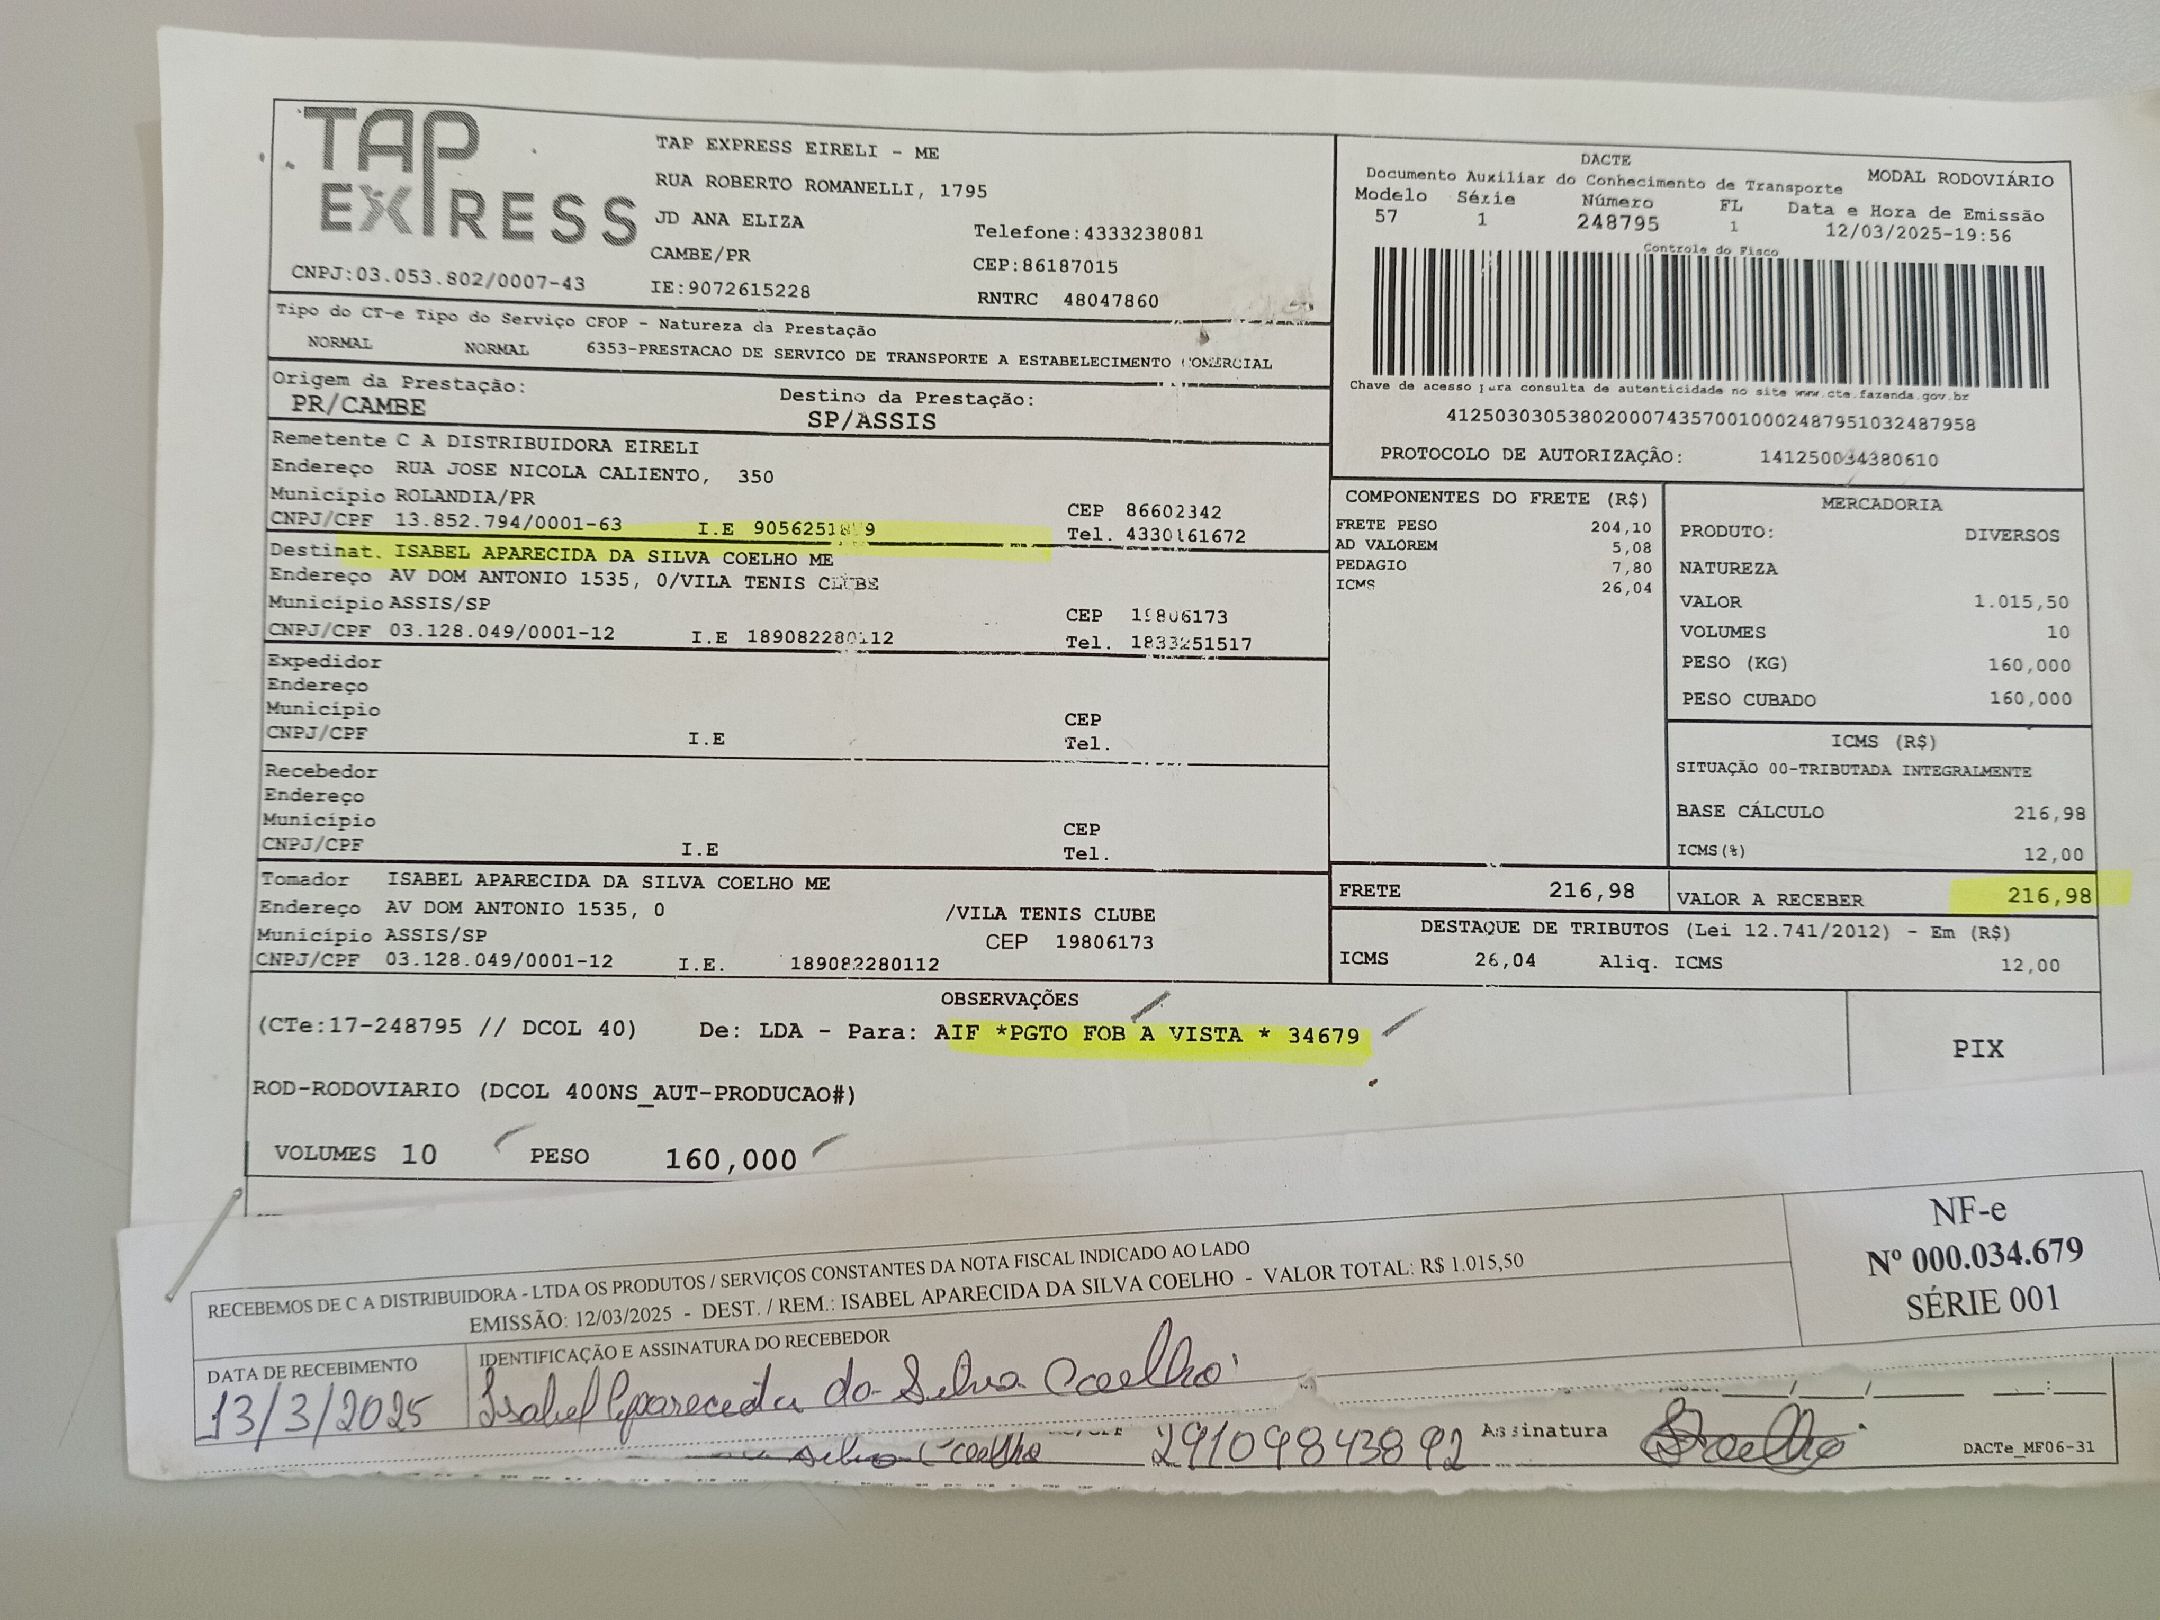 TAP EXPRESS
TAP EXPRESS EIRELI - ME
RUA ROBERTO ROMANELLI, 1795
JD ANA ELIZA Telefone:4333238081
CAMBE/PR CEP:86187015
CNPJ:03.053.802/0007-43 IE:9072615228 RNTRC 48047860
DACTE
Documento Auxiliar do Conhecimento de Transporte MODAL RODOVIÁRIO
Modelo Série Número FL Data e Hora de Emissão
57 1 248795 1 12/03/2025-19:56
Controle do Fisco
Chave de acesso para consulta de autenticidade no site www.cte.fazenda.gov.br
41250303053802000743570010002487951032487958
PROTOCOLO DE AUTORIZAÇÃO: 141250034380610
Tipo do CT-e Tipo do Serviço CFOP - Natureza da Prestação
NORMAL NORMAL 6353-PRESTACAO DE SERVICO DE TRANSPORTE A ESTABELECIMENTO COMERCIAL
Origem da Prestação: Destino da Prestação:
PR/CAMBE SP/ASSIS
Remetente C A DISTRIBUIDORA EIRELI
Endereço RUA JOSE NICOLA CALIENTO, 350
Município ROLANDIA/PR CEP 86602342
CNPJ/CPF 13.852.794/0001-63 I.E Tel. 4330161672
Destinat. ISABEL APARECIDA DA SILVA COELHO ME
Endereço AV DOM ANTONIO 1535, 0/VILA TENIS CLUBE
Município ASSIS/SP CEP 19806173
CNPJ/CPF 03.128.049/0001-12 I.E 189082280112 Tel. 1833251517
Expedidor
Endereço
Município CEP
CNPJ/CPF I.E Tel.
Recebedor
Endereço
Município CEP
CNPJ/CPF I.E Tel.
Tomador ISABEL APARECIDA DA SILVA COELHO ME
Endereço AV DOM ANTONIO 1535, 0 /VILA TENIS CLUBE
Município ASSIS/SP CEP 19806173
CNPJ/CPF 03.128.049/0001-12 I.E. 189082280112
COMPONENTES DO FRETE (R$)
FRETE PESO 204,10
AD VALOREM 5,08
PEDAGIO 7,80
ICMS 26,04
MERCADORIA
PRODUTO: DIVERSOS
NATUREZA
VALOR 1.015,50
VOLUMES 10
PESO (KG) 160,000
PESO CUBADO 160,000
ICMS (R$)
SITUAÇÃO 00-TRIBUTADA INTEGRALMENTE
BASE CÁLCULO 216,98
ICMS(%) 12,00
FRETE 216,98 VALOR A RECEBER 216,98
DESTAQUE DE TRIBUTOS (Lei 12.741/2012) - Em (R$)
ICMS 26,04 Aliq. ICMS 12,00
OBSERVAÇÕES
(CTe:17-248795 // DCOL 40) De: LDA - Para: AIF *PGTO FOB A VISTA * 34679
PIX
ROD-RODOVIARIO (DCOL 400NS_AUT-PRODUCAO#)
VOLUMES 10 PESO 160,000
RECEBEMOS DE C A DISTRIBUIDORA - LTDA OS PRODUTOS / SERVIÇOS CONSTANTES DA NOTA FISCAL INDICADO AO LADO
EMISSÃO: 12/03/2025 - DEST. / REM.: ISABEL APARECIDA DA SILVA COELHO - VALOR TOTAL: R$ 1.015,50
NF-e
Nº 000.034.679
SÉRIE 001
DATA DE RECEBIMENTO IDENTIFICAÇÃO E ASSINATURA DO RECEBEDOR
13/3/2025 Isabel Aparecida da Silva Coelho
Silva Coelho 29109843892 Assinatura Coelho DACTe_MF06-31